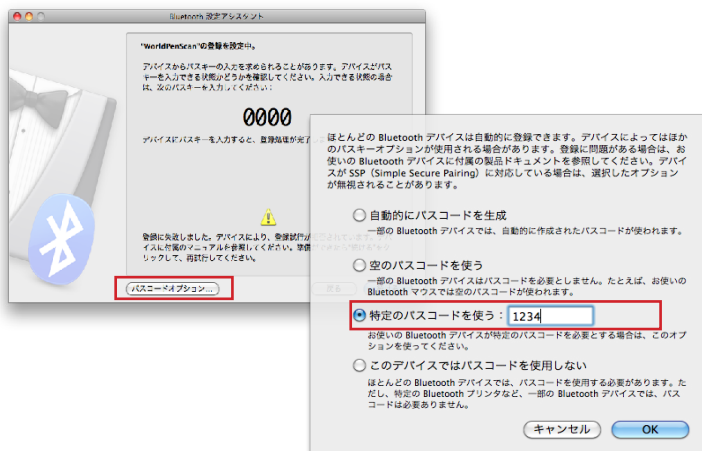 Bluetooth 設定アシスタント
"WorldPenScan"の登録を設定中。
デバイスからパスキーの入力を求められることがあります。デバイスがパス
キーを入力できる状態かどうかを確認してください。入力できる状態の場合
は、次のパスキーを入力してください：
0000
デバイスにパスキーを入力すると、登録処理が完了し
登録に失敗しました。デバイスにより、登録試行が
イスに付属のマニュアルを参照してください。準備
リックして、再試行してください。
パスコードオプション...
戻る
ほとんどの Bluetooth デバイスは自動的に登録できます。デバイスによってはほか
のパスキーオプションが使用される場合があります。登録に問題がある場合は、お
使いの Bluetooth デバイスに付属の製品ドキュメントを参照してください。デバイ
スが SSP（Simple Secure Pairing）に対応している場合は、選択したオプション
が無視されることがあります。
自動的にパスコードを生成
一部の Bluetooth デバイスでは、自動的に作成されたパスコードが使われます。
空のパスコードを使う
一部の Bluetooth デバイスはパスコードを必要としません。たとえば、お使いの
Bluetooth マウスでは空のパスコードが使われます。
特定のパスコードを使う： 1234
お使いの Bluetooth デバイスが特定のパスコードを必要とする場合は、このオプ
ションを使ってください。
このデバイスではパスコードを使用しない
ほとんどの Bluetooth デバイスでは、パスコードを使用する必要があります。た
だし、特定の Bluetooth プリンタなど、一部の Bluetooth デバイスでは、パス
コードは必要ありません。
キャンセル
OK